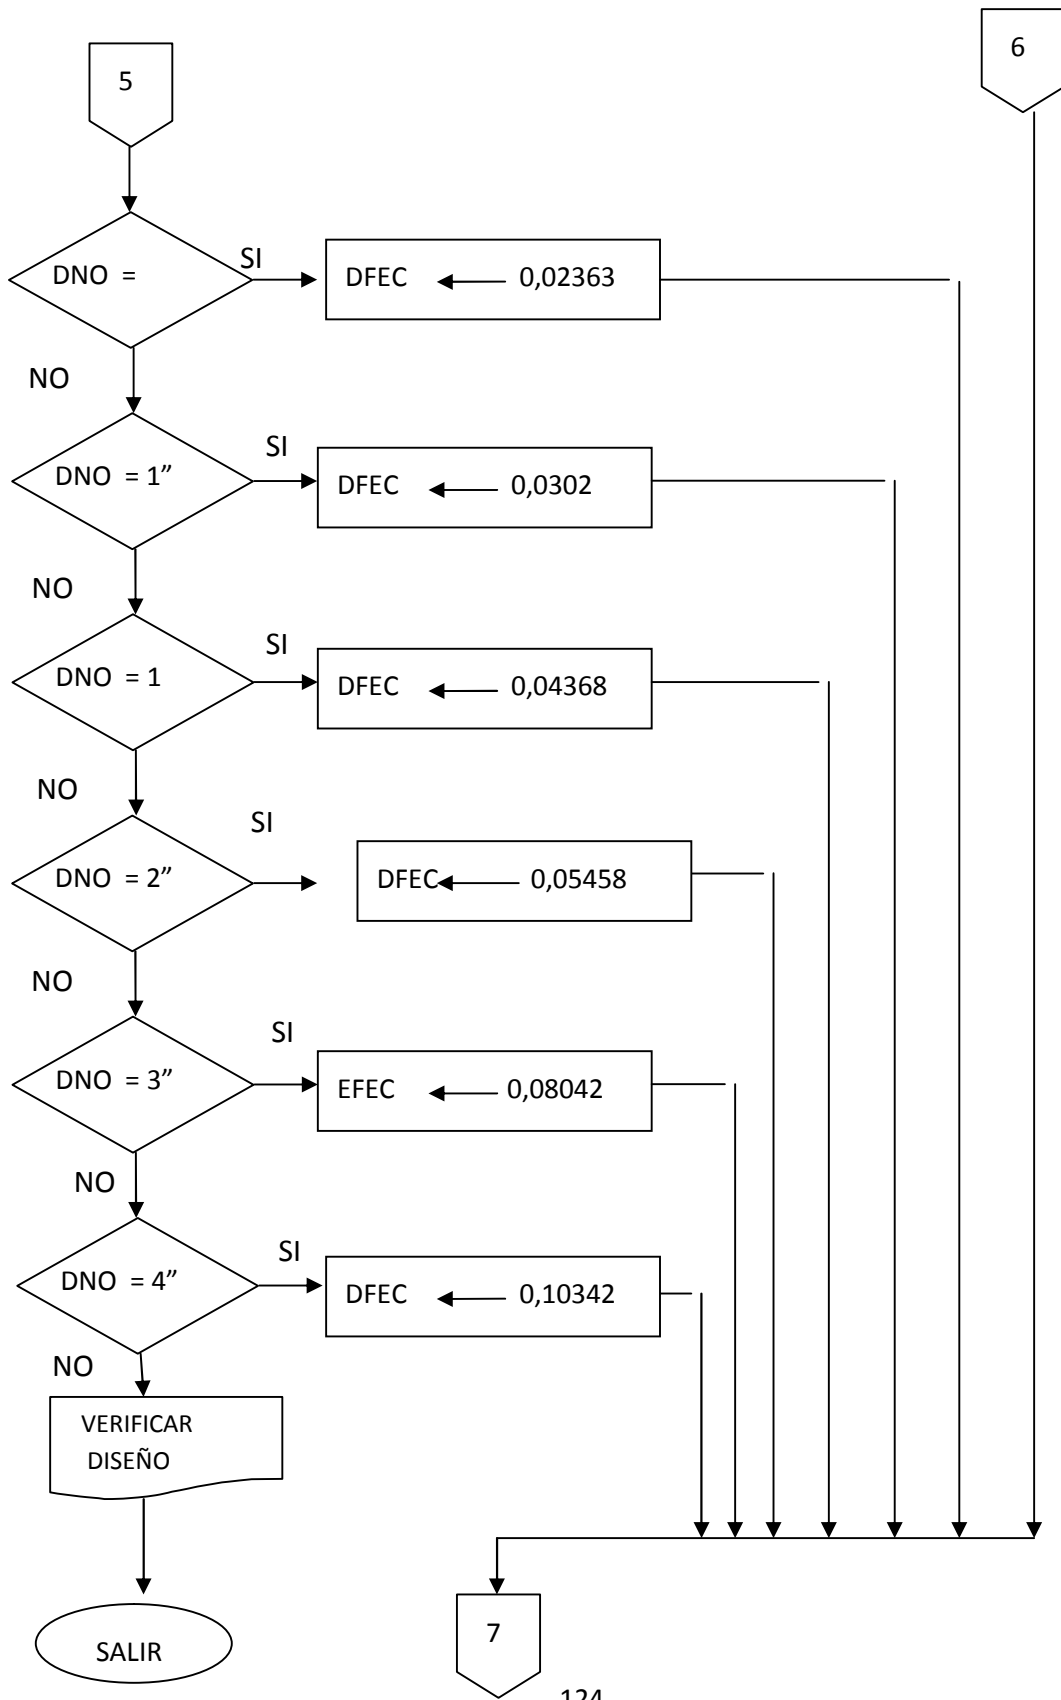 5
6
DNO =
SI
DFEC 0,02363
NO
DNO = 1”
SI
DFEC 0,0302
NO
DNO = 1
SI
DFEC 0,04368
NO
DNO = 2”
SI
DFEC 0,05458
NO
DNO = 3”
SI
EFEC 0,08042
NO
DNO = 4”
SI
DFEC 0,10342
NO
VERIFICAR
DISEÑO
SALIR
7
124